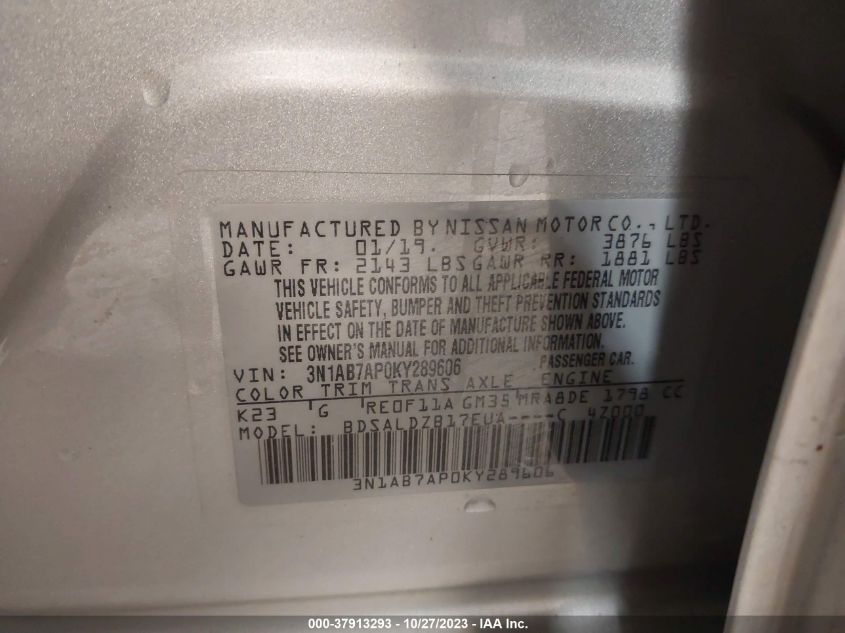 MANUFACTURED BY NISSAN MOTOR CO., LTD.
DATE: 01/19. GVWR: 3876 LBS
GAWR FR: 2143 LBS GAWR RR: 1881 LBS
THIS VEHICLE CONFORMS TO ALL APPLICABLE FEDERAL MOTOR
VEHICLE SAFETY, BUMPER AND THEFT PREVENTION STANDARDS
IN EFFECT ON THE DATE OF MANUFACTURE SHOWN ABOVE.
SEE OWNER'S MANUAL FOR ADDITIONAL INFORMATION.
VIN: 3N1AB7AP0KY289606 PASSENGER CAR.
COLOR TRIM TRANS AXLE ENGINE
K23 G RE0F11A GM35 MRA8DE 1798 CC
MODEL: BDSALDZB17EUA----C 4Z000
3N1AB7AP0KY289606
000-37913293 - 10/27/2023 - IAA Inc.